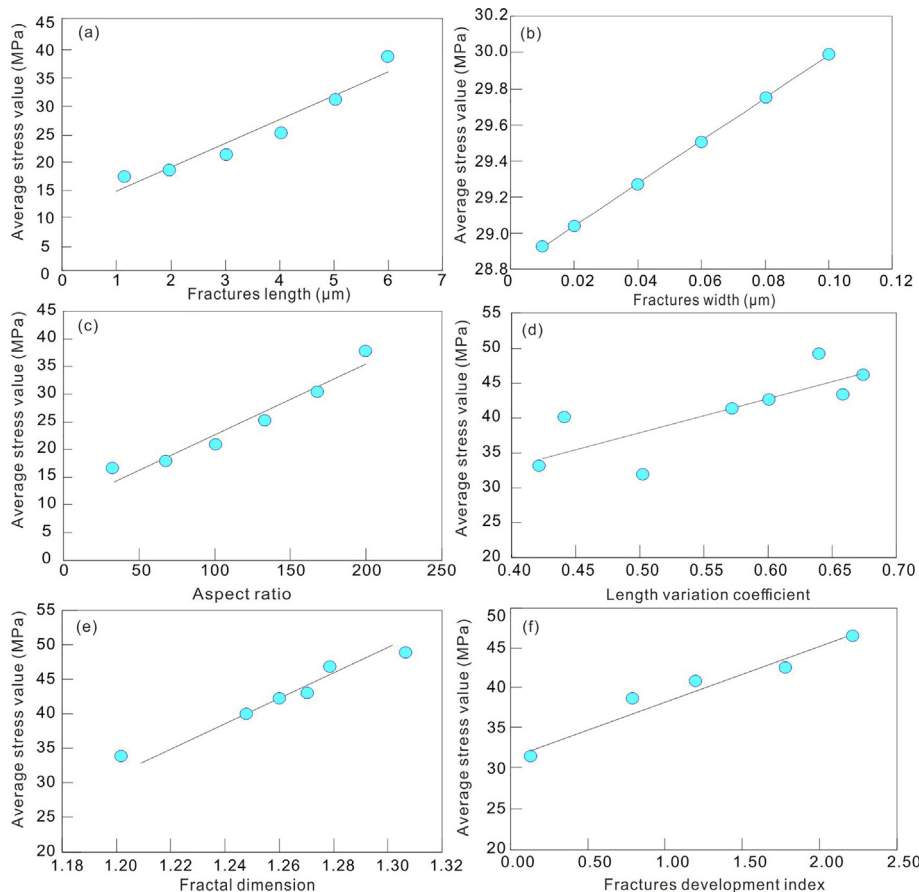 (a)
Average stress value (MPa)
45
40
35
30
25
20
15
10
5
0
0 1 2 3 4 5 6 7
Fractures length (μm)
(b)
Average stress value (MPa)
30.2
30.0
29.8
29.6
29.4
29.2
29.0
28.8
0.02 0.04 0.06 0.08 0.10 0.12
Fractures width (μm)
(c)
Average stress value (MPa)
45
40
35
30
25
20
15
10
5
0
0 50 100 150 200 250
Aspect ratio
(d)
Average stress value (MPa)
55
50
45
40
35
30
25
20
0.40 0.45 0.50 0.55 0.60 0.65 0.70
Length variation coefficient
(e)
Average stress value (MPa)
55
50
45
40
35
30
25
20
1.18 1.20 1.22 1.24 1.26 1.28 1.30 1.32
Fractal dimension
(f)
Average stress value (MPa)
50
45
40
35
30
25
20
0.00 0.50 1.00 1.50 2.00 2.50
Fractures development index